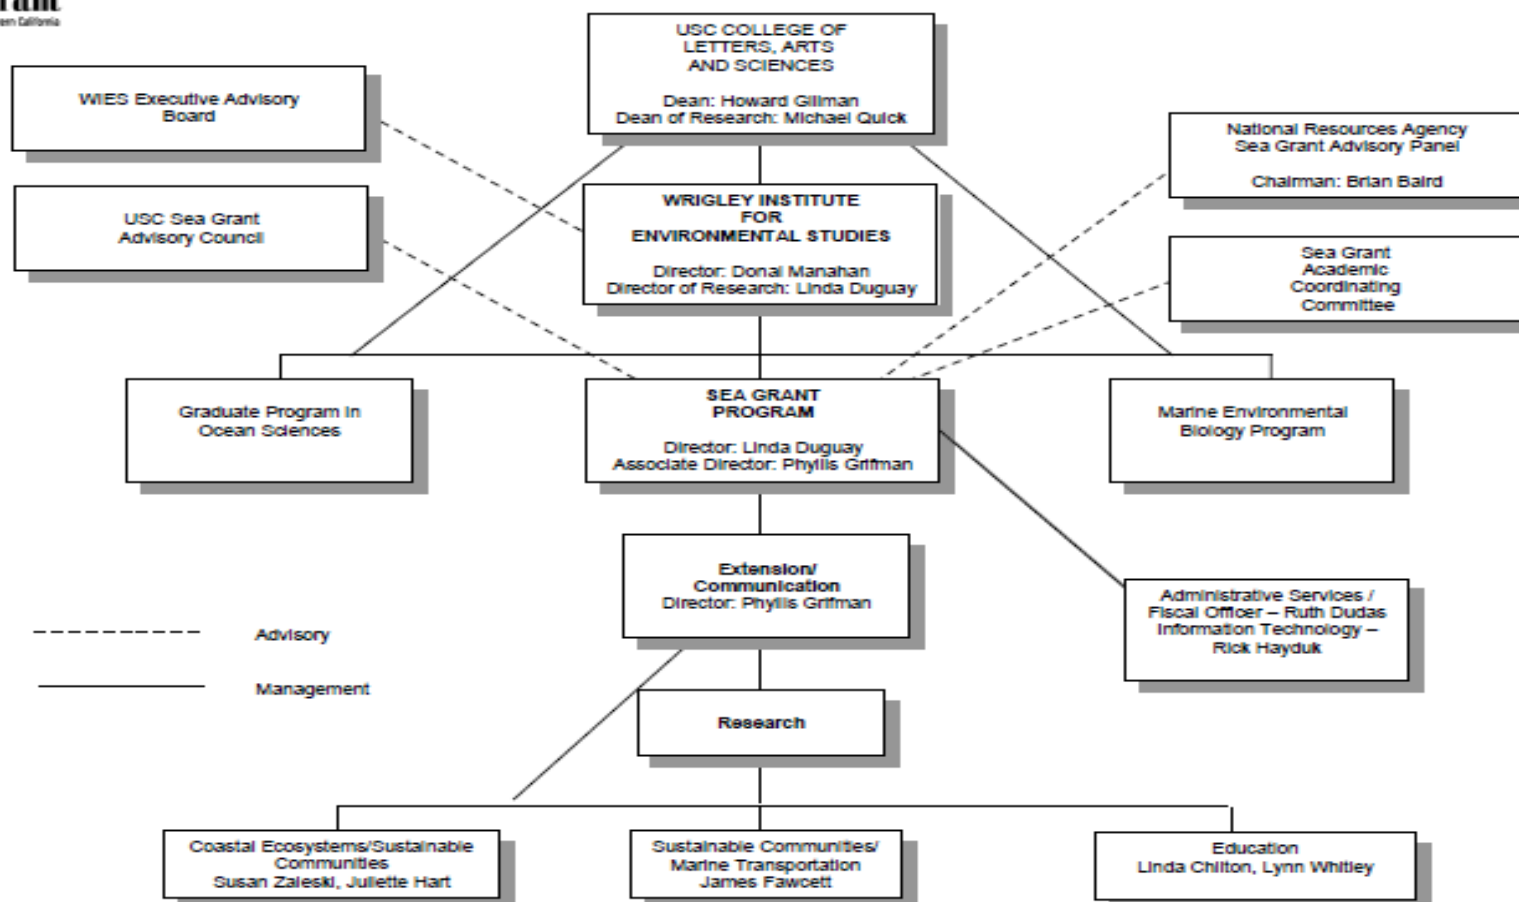 USC COLLEGE OF
LETTERS, ARTS
AND SCIENCES
Dean: Howard Gillman
Dean of Research: Michael Quick
WIES Executive Advisory
Board
National Resources Agency
Sea Grant Advisory Panel
Chairman: Brian Baird
USC Sea Grant
Advisory Council
WRIGLEY INSTITUTE
FOR
ENVIRONMENTAL STUDIES
Director: Donal Manahan
Director of Research: Linda Duguay
Sea Grant
Academic
Coordinating
Committee
Graduate Program in
Ocean Sciences
SEA GRANT
PROGRAM
Director: Linda Duguay
Associate Director: Phyllis Grifman
Marine Environmental
Biology Program
Extension/
Communication
Director: Phyllis Grifman
Administrative Services /
Fiscal Officer – Ruth Dudas
Information Technology –
Rick Hayduk
Advisory
Management
Research
Coastal Ecosystems/Sustainable
Communities
Susan Zaleski, Juliette Hart
Sustainable Communities/
Marine Transportation
James Fawcett
Education
Linda Chilton, Lynn Whitley